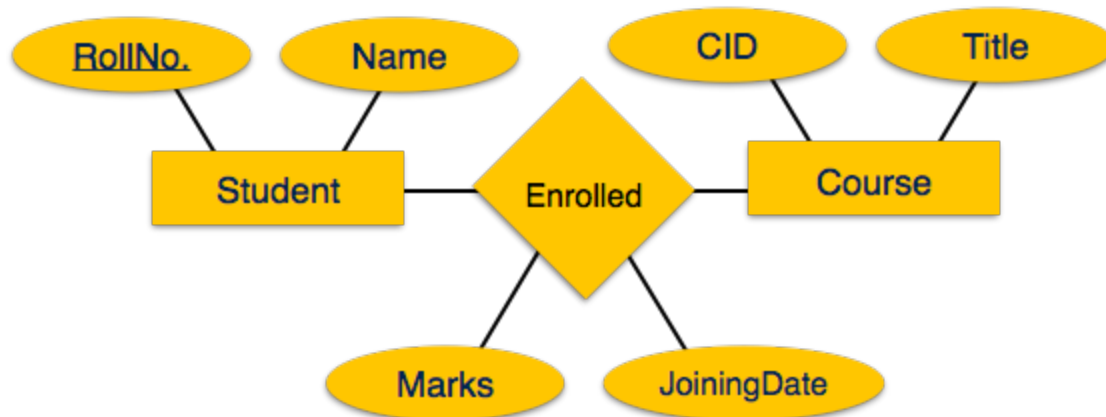 RollNo.
Name
CID
Title
Student
Enrolled
Course
Marks
JoiningDate